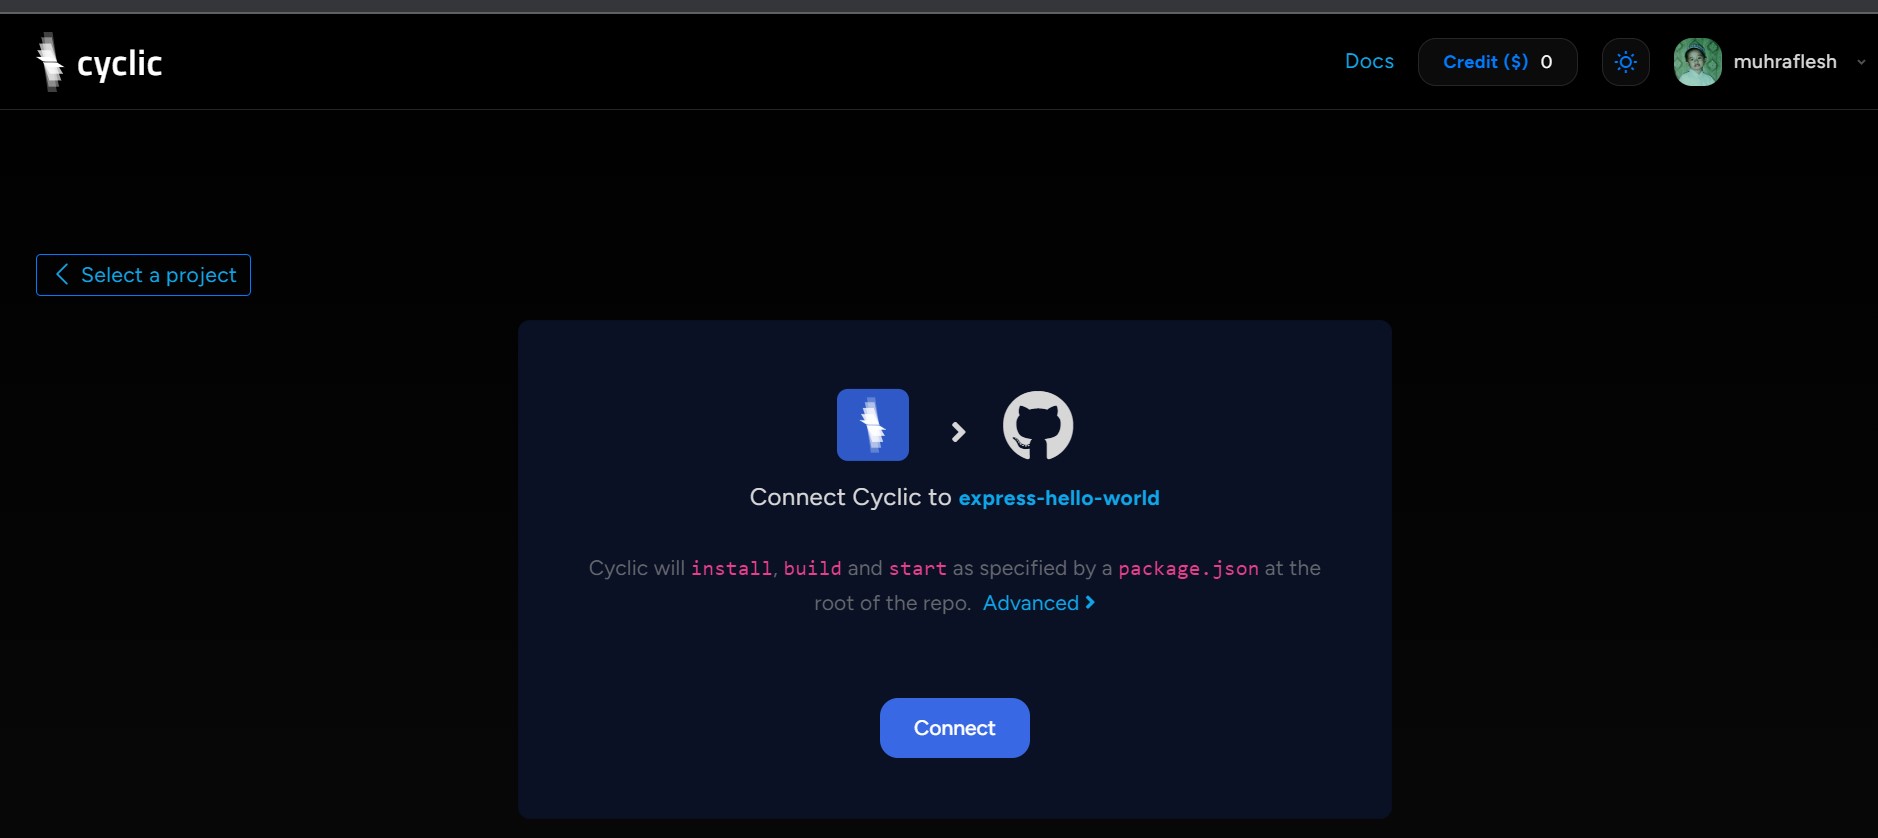 cyclic
Docs
Credit ($) 0
muhraflesh
Select a project
Connect Cyclic to express-hello-world
Cyclic will install, build and start as specified by a package.json at the
root of the repo. Advanced
Connect